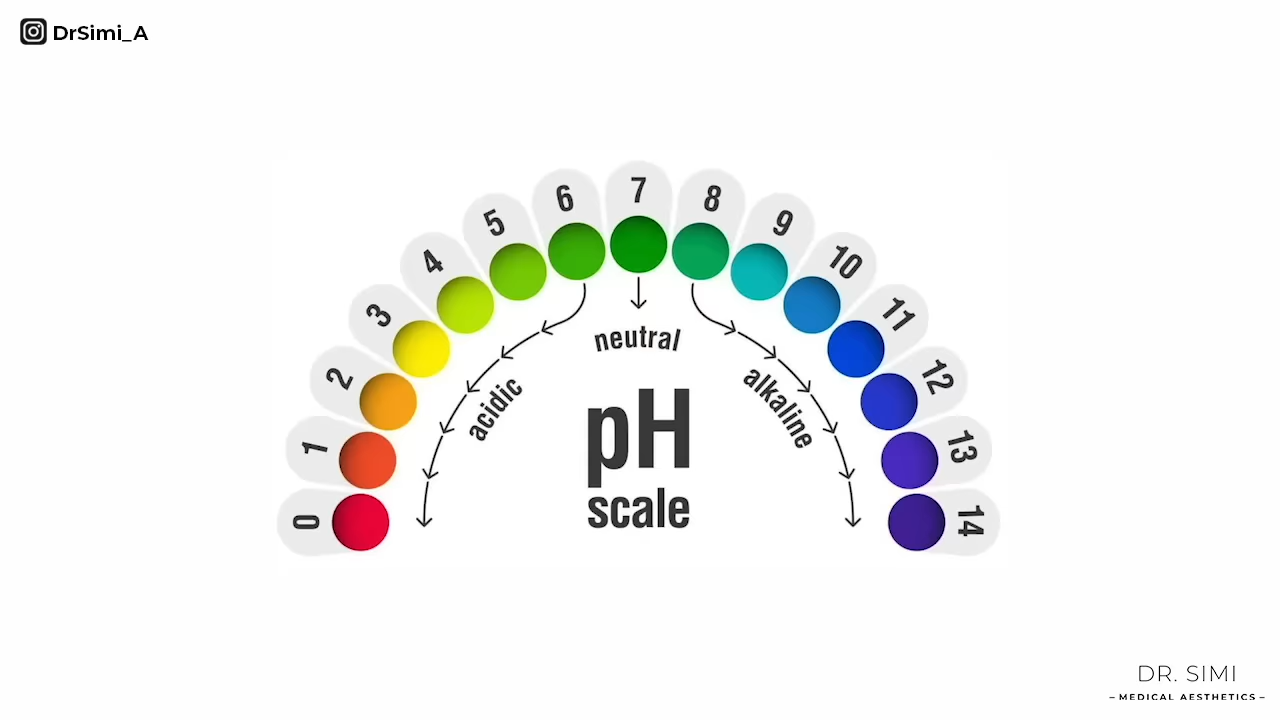 DrSimi_A
0
1
2
3
4
5
6
7
8
9
10
11
12
13
14
neutral
acidic
alkaline
pH
scale
DR. SIMI
– MEDICAL AESTHETICS –